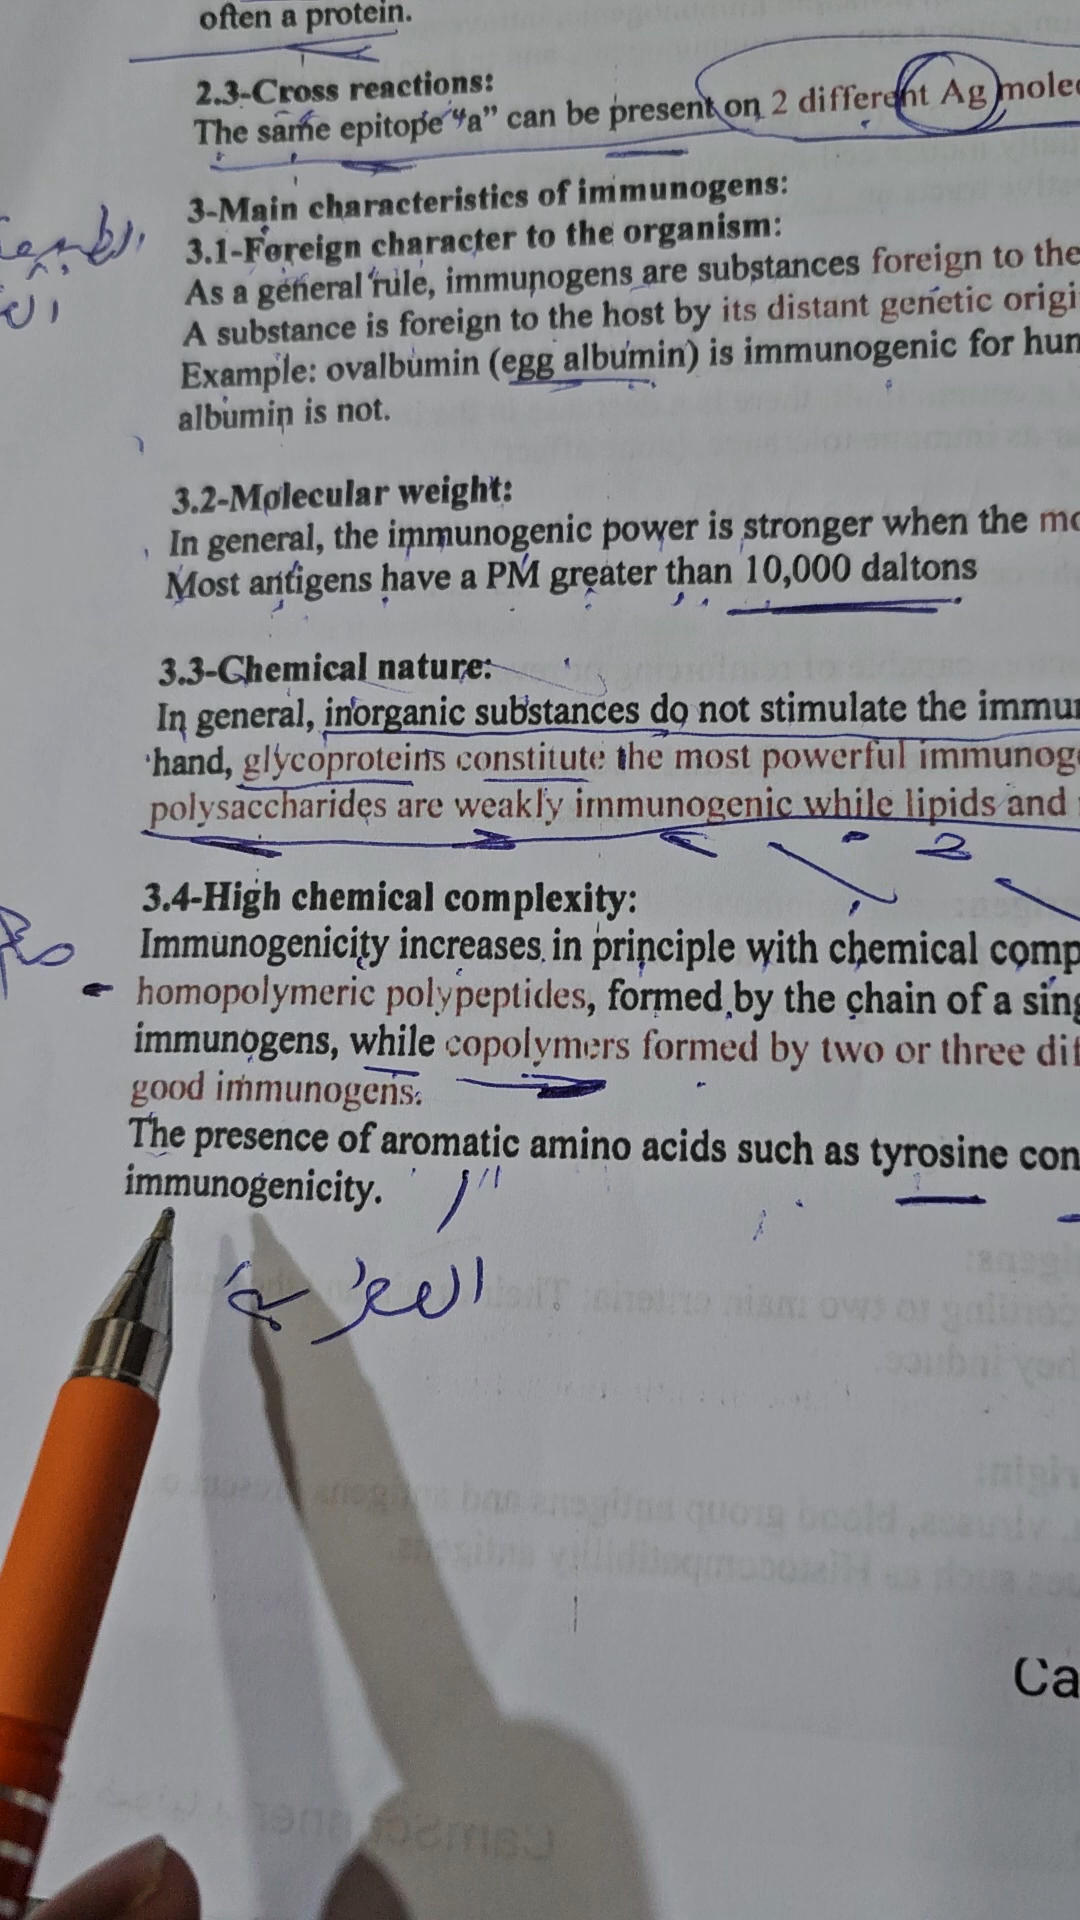 often a protein.
2.3-Cross reactions:
The same epitope "a" can be present on 2 different Ag molec
3-Main characteristics of immunogens:
3.1-Foreign character to the organism:
As a general rule, immunogens are substances foreign to the
A substance is foreign to the host by its distant genetic origi
Example: ovalbumin (egg albumin) is immunogenic for hum
albumin is not.
3.2-Molecular weight:
In general, the immunogenic power is stronger when the mo
Most antigens have a PM greater than 10,000 daltons
3.3-Chemical nature:
In general, inorganic substances do not stimulate the immun
hand, glycoproteins constitute the most powerful immunoge
polysaccharides are weakly immunogenic while lipids and
2
3.4-High chemical complexity:
Immunogenicity increases in principle with chemical comp
homopolymeric polypeptides, formed by the chain of a sing
immunogens, while copolymers formed by two or three dif
good immunogens.
The presence of aromatic amino acids such as tyrosine con
immunogenicity.
Ca